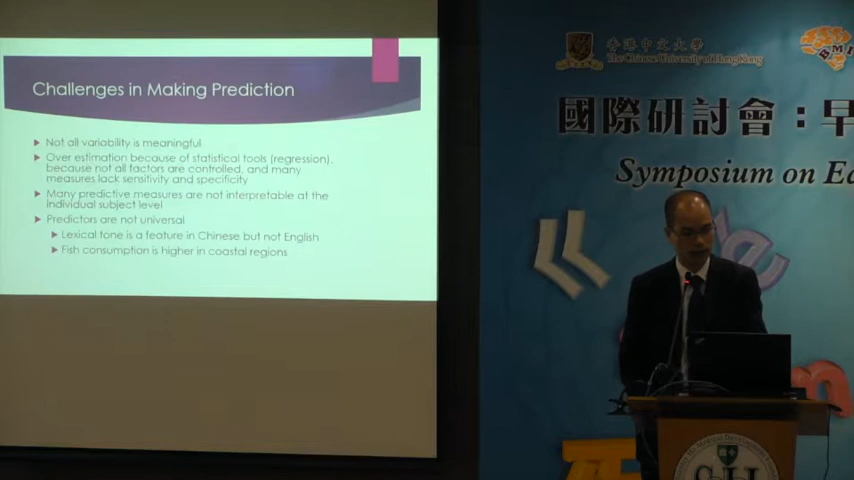 Challenges in Making Prediction
Not all variability is meaningful
Over estimation because of statistical tools (regression),
because not all factors are controlled, and many
measures lack sensitivity and specificity
Many predictive measures are not interpretable at the
individual subject level
Predictors are not universal
Lexical tone is a feature in Chinese but not English
Fish consumption is higher in coastal regions
香港中文大學
The Chinese University of Hong Kong
BMI
國際研討會：早
Symposium on Ea